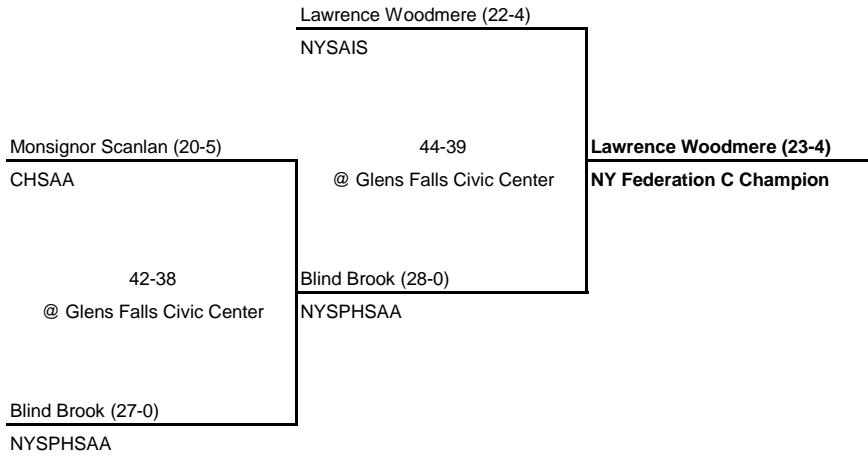 Lawrence Woodmere (22-4)
NYSAIS
Monsignor Scanlan (20-5)
44-39
Lawrence Woodmere (23-4)
CHSAA
@ Glens Falls Civic Center
NY Federation C Champion
42-38
Blind Brook (28-0)
@ Glens Falls Civic Center
NYSPHSAA
Blind Brook (27-0)
NYSPHSAA